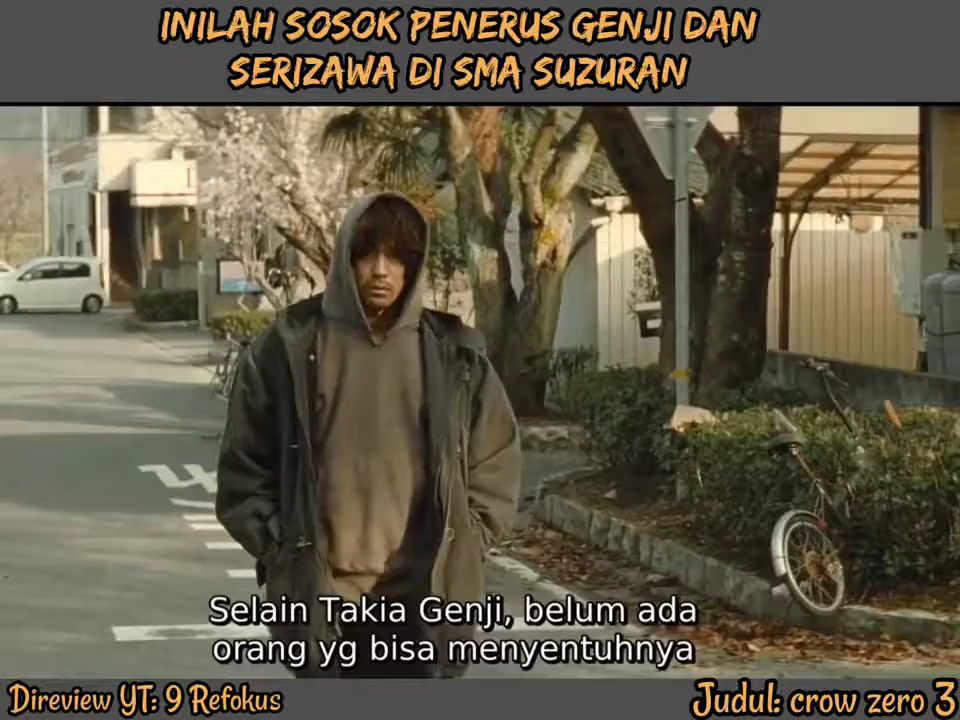 INILAH SOSOK PENERUS GENJI DAN
SERIZAWA DI SMA SUZURAN
Selain Takia Genji, belum ada
orang yg bisa menyentuhnya
Direview YT: 9 Refokus
Judul: crow zero 3